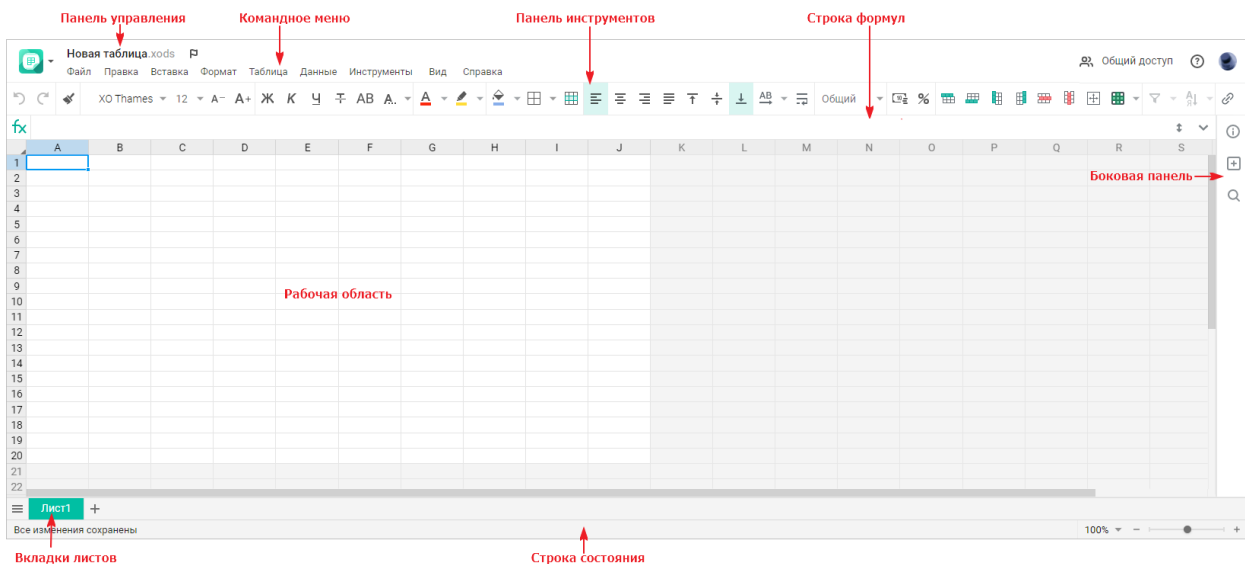 Панель управления Командное меню Панель инструментов Строка формул
Новая таблица.xods
Файл Правка Вставка Формат Таблица Данные Инструменты Вид Справка
Общий доступ
XO Thames 12 A− A+ Ж К Ч Т АВ А. А АВ Общий %
fx
A B C D E F G H I J K L M N O P Q R S
1
2
Боковая панель
3
4
5
6
7
8
9
Рабочая область
10
11
12
13
14
15
16
17
18
19
20
21
22
Лист1 +
Все изменения сохранены 100% − +
Вкладки листов Строка состояния